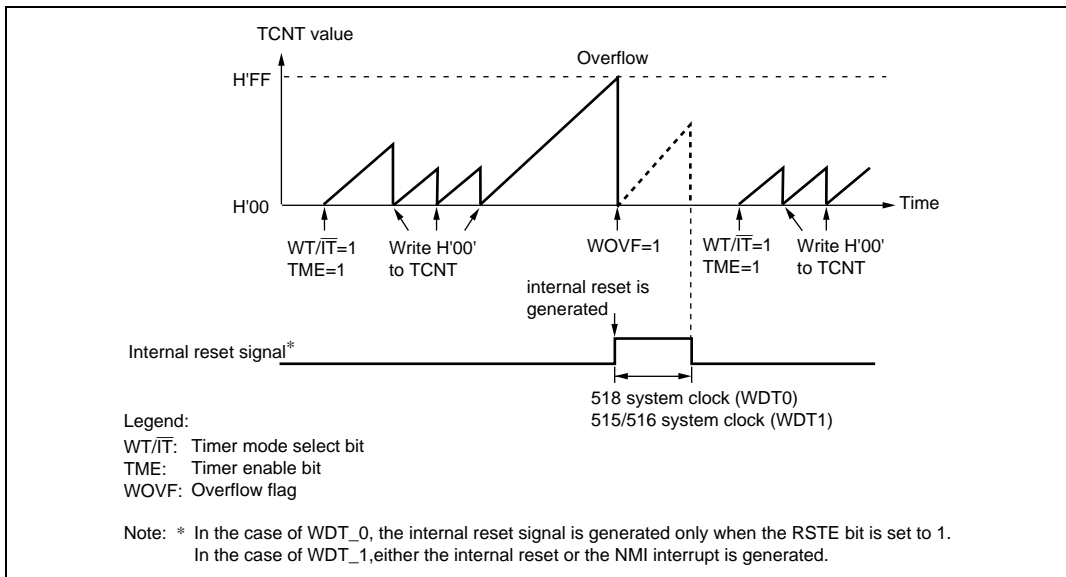 TCNT value
Overflow
H'FF
H'00
Time
WT/IT=1
TME=1
Write H'00'
to TCNT
WOVF=1
WT/IT=1
TME=1
Write H'00'
to TCNT
internal reset is
generated
Internal reset signal*
518 system clock (WDT0)
515/516 system clock (WDT1)
Legend:
WT/IT: Timer mode select bit
TME: Timer enable bit
WOVF: Overflow flag
Note: * In the case of WDT_0, the internal reset signal is generated only when the RSTE bit is set to 1.
In the case of WDT_1,either the internal reset or the NMI interrupt is generated.